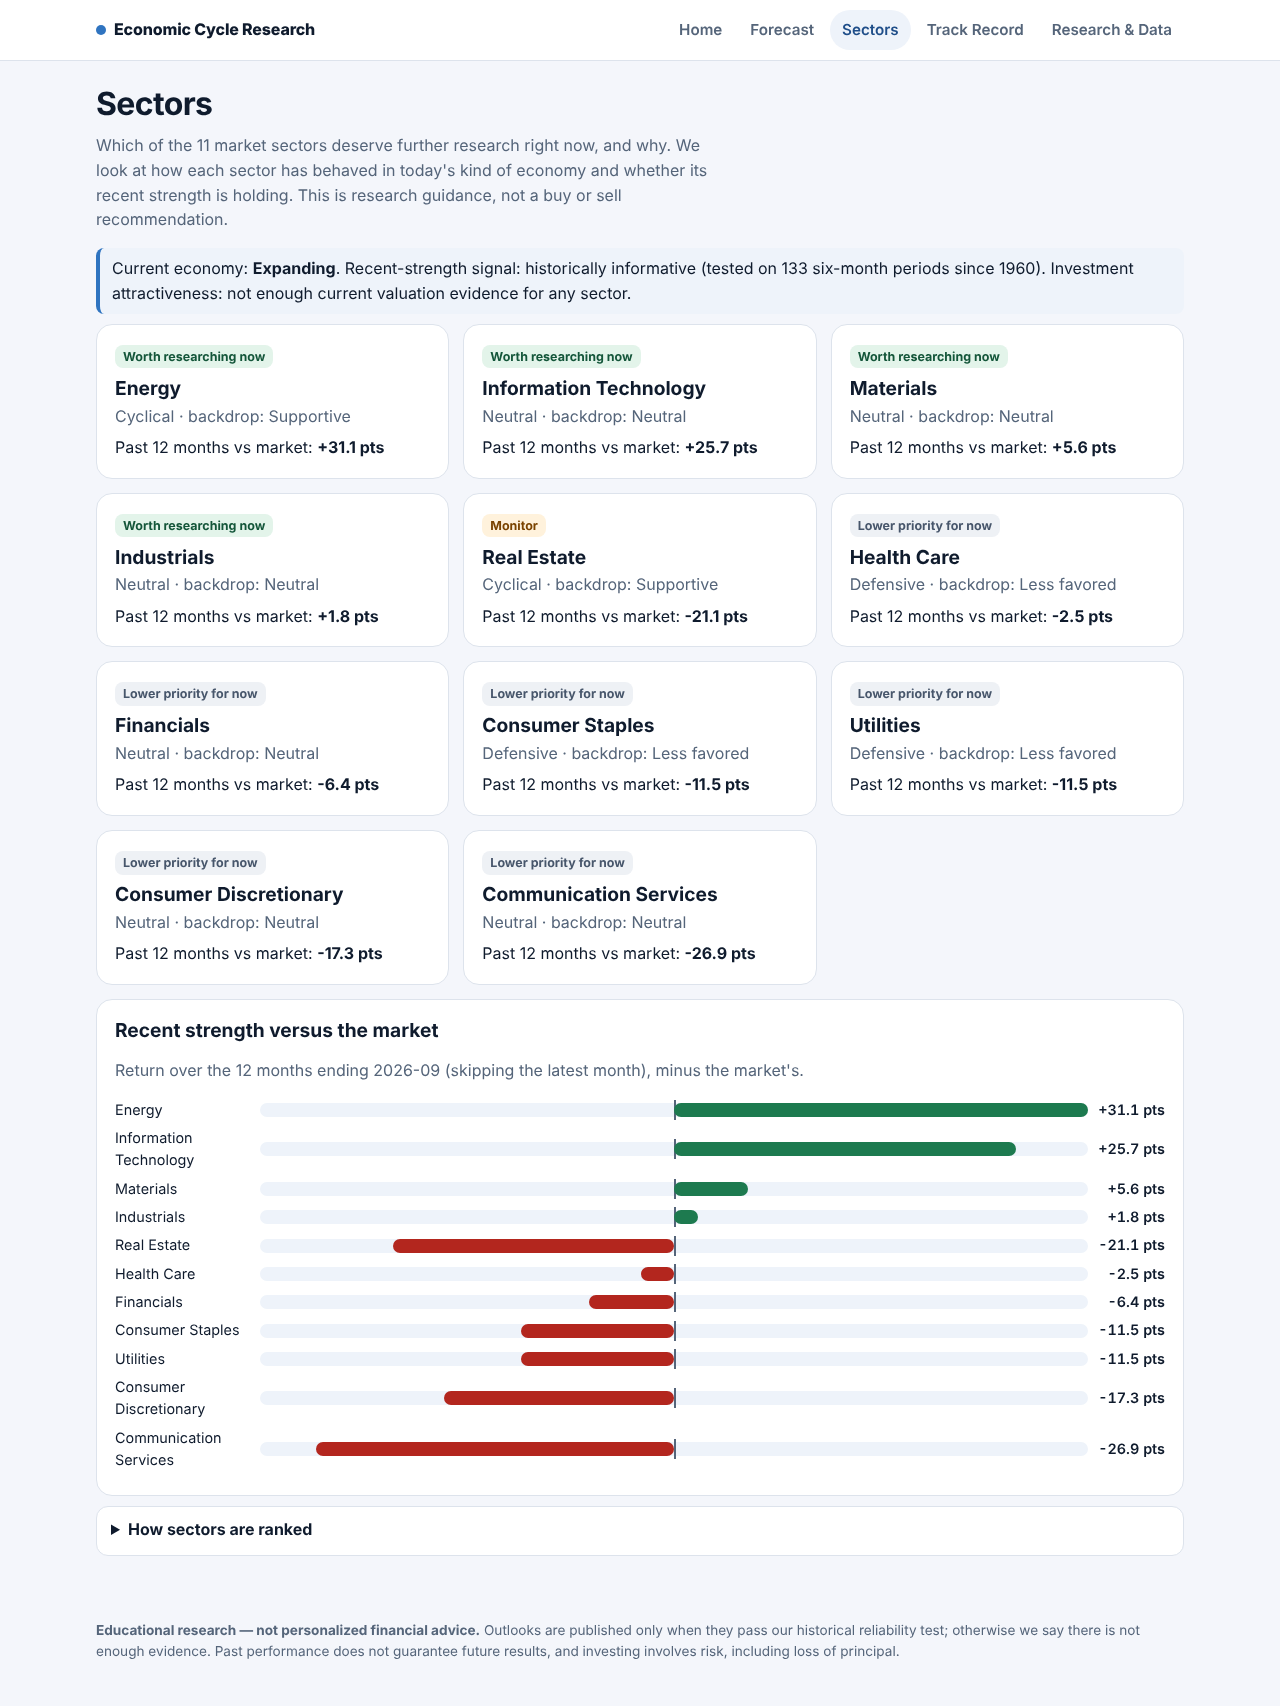 Economic Cycle Research
Home
Forecast
Sectors
Track Record
Research & Data
Sectors
Which of the 11 market sectors deserve further research right now, and why. We
look at how each sector has behaved in today's kind of economy and whether its
recent strength is holding. This is research guidance, not a buy or sell
recommendation.
Current economy: Expanding. Recent-strength signal: historically informative (tested on 133 six-month periods since 1960). Investment
attractiveness: not enough current valuation evidence for any sector.
Worth researching now
Energy
Cyclical · backdrop: Supportive
Past 12 months vs market: +31.1 pts
Worth researching now
Information Technology
Neutral · backdrop: Neutral
Past 12 months vs market: +25.7 pts
Worth researching now
Materials
Neutral · backdrop: Neutral
Past 12 months vs market: +5.6 pts
Worth researching now
Industrials
Neutral · backdrop: Neutral
Past 12 months vs market: +1.8 pts
Monitor
Real Estate
Cyclical · backdrop: Supportive
Past 12 months vs market: -21.1 pts
Lower priority for now
Health Care
Defensive · backdrop: Less favored
Past 12 months vs market: -2.5 pts
Lower priority for now
Financials
Neutral · backdrop: Neutral
Past 12 months vs market: -6.4 pts
Lower priority for now
Consumer Staples
Defensive · backdrop: Less favored
Past 12 months vs market: -11.5 pts
Lower priority for now
Utilities
Defensive · backdrop: Less favored
Past 12 months vs market: -11.5 pts
Lower priority for now
Consumer Discretionary
Neutral · backdrop: Neutral
Past 12 months vs market: -17.3 pts
Lower priority for now
Communication Services
Neutral · backdrop: Neutral
Past 12 months vs market: -26.9 pts
Recent strength versus the market
Return over the 12 months ending 2026-09 (skipping the latest month), minus the market's.
Energy +31.1 pts
Information
Technology +25.7 pts
Materials +5.6 pts
Industrials +1.8 pts
Real Estate -21.1 pts
Health Care -2.5 pts
Financials -6.4 pts
Consumer Staples -11.5 pts
Utilities -11.5 pts
Consumer
Discretionary -17.3 pts
Communication
Services -26.9 pts
How sectors are ranked
Educational research — not personalized financial advice. Outlooks are published only when they pass our historical reliability test; otherwise we say there is not
enough evidence. Past performance does not guarantee future results, and investing involves risk, including loss of principal.